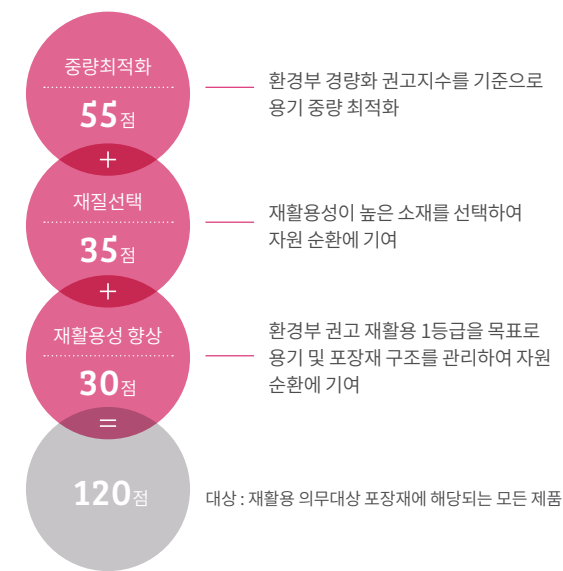 중량최적화
55점
환경부 경량화 권고지수를 기준으로
용기 중량 최적화
+
재질선택
35점
재활용성이 높은 소재를 선택하여
자원 순환에 기여
+
재활용성 향상
30점
환경부 권고 재활용 1등급을 목표로
용기 및 포장재 구조를 관리하여 자원
순환에 기여
=
120점
대상 : 재활용 의무대상 포장재에 해당되는 모든 제품